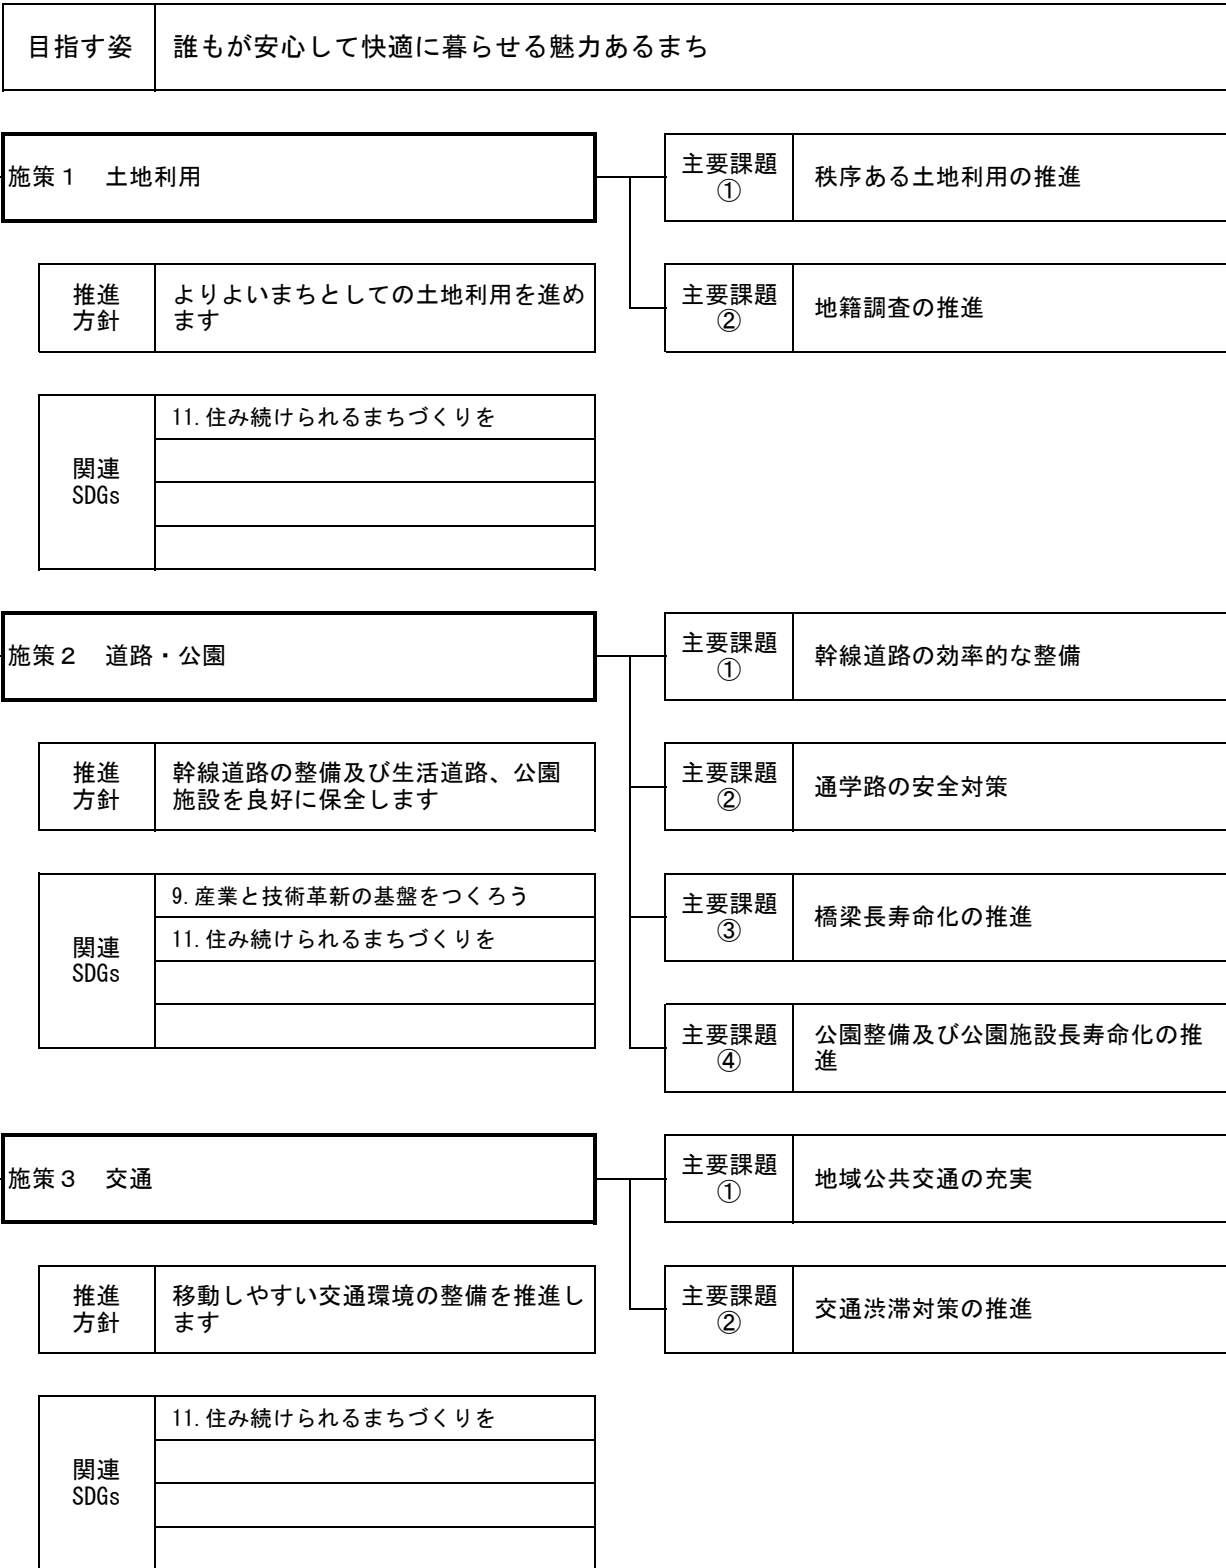 目指す姿
誰もが安心して快適に暮らせる魅力あるまち
施策１　土地利用
主要課題
①
秩序ある土地利用の推進
推進
方針
よりよいまちとしての土地利用を進め
ます
主要課題
②
地籍調査の推進
関連
SDGs
11.住み続けられるまちづくりを
施策２　道路・公園
主要課題
①
幹線道路の効率的な整備
推進
方針
幹線道路の整備及び生活道路、公園
施設を良好に保全します
主要課題
②
通学路の安全対策
関連
SDGs
9.産業と技術革新の基盤をつくろう
11.住み続けられるまちづくりを
主要課題
③
橋梁長寿命化の推進
主要課題
④
公園整備及び公園施設長寿命化の推
進
施策３　交通
主要課題
①
地域公共交通の充実
推進
方針
移動しやすい交通環境の整備を推進し
ます
主要課題
②
交通渋滞対策の推進
関連
SDGs
11.住み続けられるまちづくりを